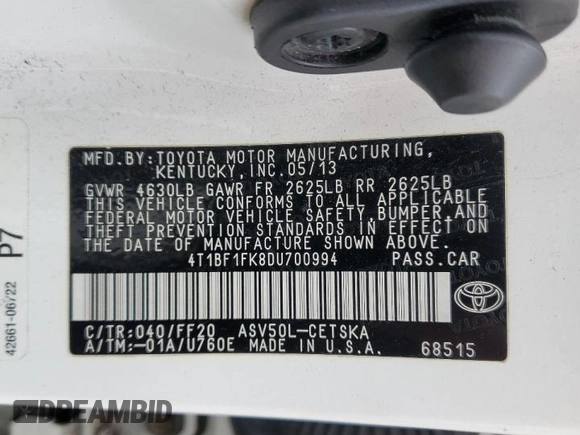 MFD.BY:TOYOTA MOTOR MANUFACTURING,
KENTUCKY,INC.05/13
GVWR 4630LB GAWR FR 2625LB RR 2625LB
THIS VEHICLE CONFORMS TO ALL APPLICABLE
FEDERAL MOTOR VEHICLE SAFETY,BUMPER,AND
THEFT PREVENTION STANDARDS IN EFFECT ON
THE DATE OF MANUFACTURE SHOWN ABOVE.
4T1BF1FK8DU700994 PASS.CAR
C/TR:040/FF20 ASV50L-CETSKA
A/TM:-01A/U760E MADE IN U.S.A. 68515
P7
42661-06722
DREAMBID